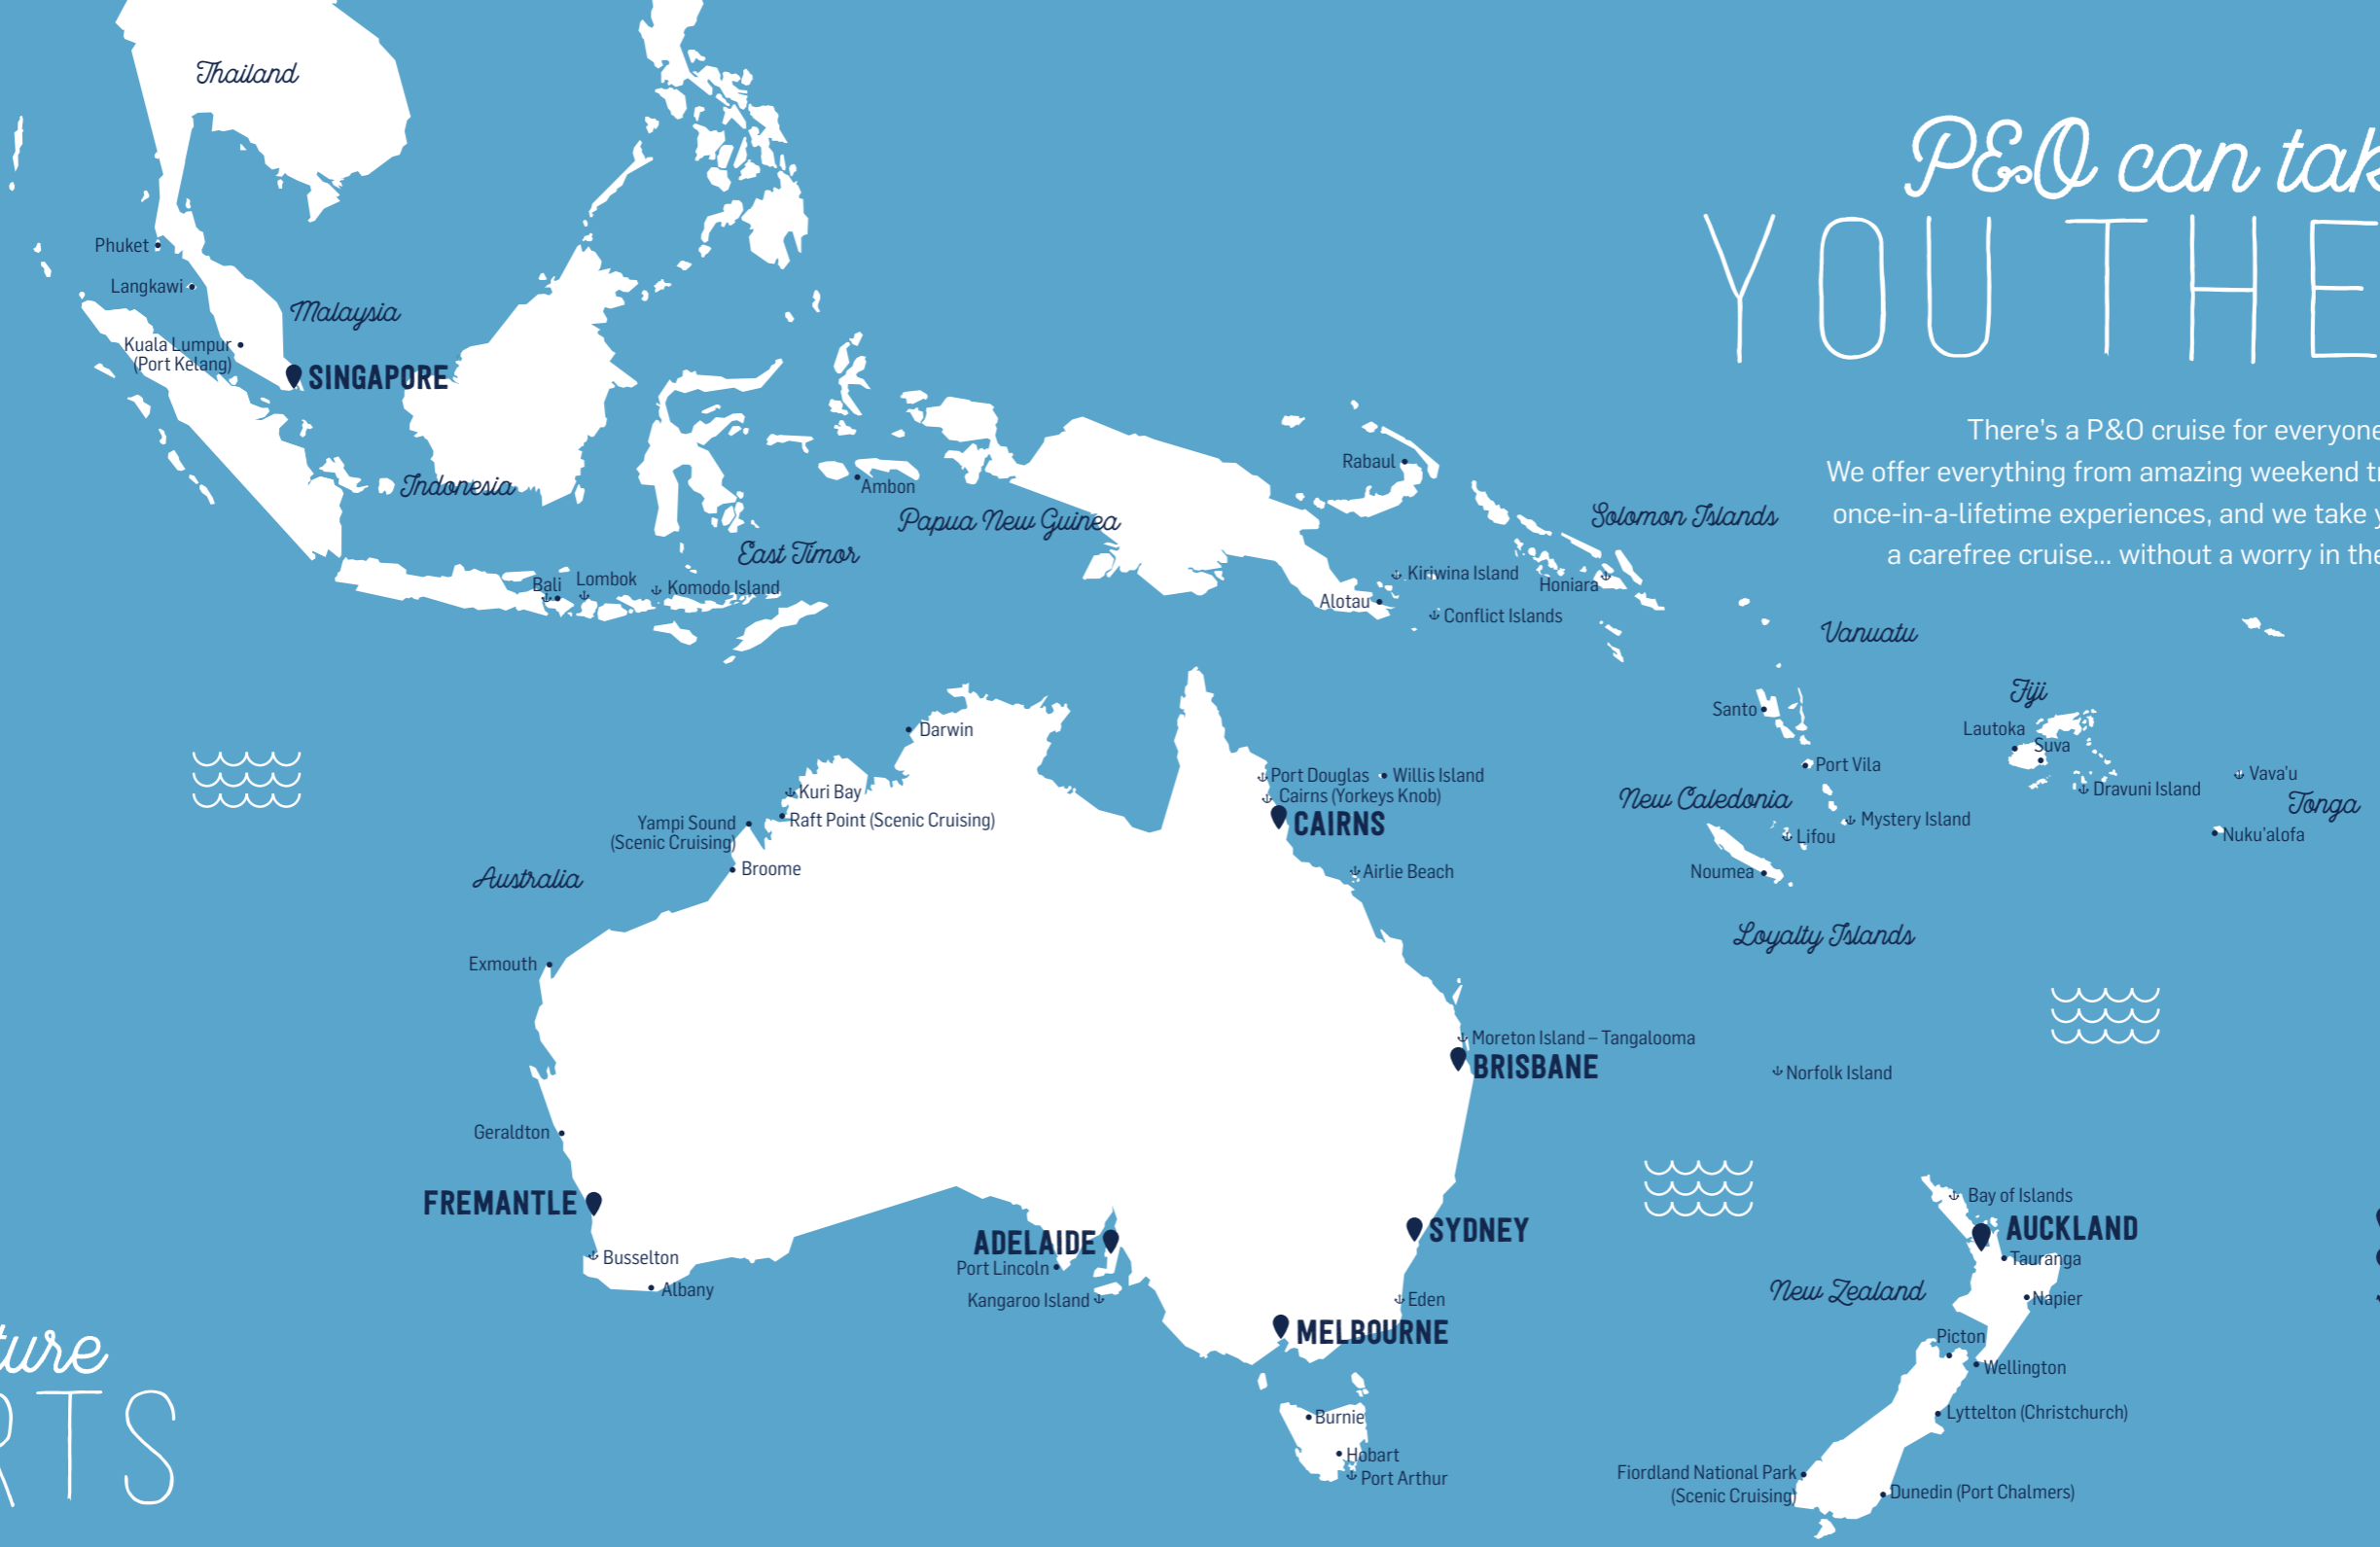 Thailand
P&O can tak
YOU THE
Phuket
Langkawi
Malaysia
Kuala Lumpur
(Port Kelang)
SINGAPORE
There's a P&O cruise for everyone
We offer everything from amazing weekend tr
once-in-a-lifetime experiences, and we take y
a carefree cruise... without a worry in the
Rabaul
Indonesia
Ambon
Papua New Guinea
Solomon Islands
East Timor
Bali
Lombok
Komodo Island
Kiriwina Island
Honiara
Alotau
Conflict Islands
Vanuatu
Fiji
Santo
Lautoka
Suva
Darwin
Port Vila
Port Douglas
Willis Island
Vava'u
Kuri Bay
Cairns (Yorkeys Knob)
New Caledonia
Dravuni Island
Tonga
Raft Point (Scenic Cruising)
Yampi Sound
(Scenic Cruising)
CAIRNS
Mystery Island
Lifou
Nuku'alofa
Broome
Airlie Beach
Noumea
Australia
Loyalty Islands
Exmouth
Moreton Island – Tangalooma
BRISBANE
Norfolk Island
Geraldton
FREMANTLE
Bay of Islands
AUCKLAND
ADELAIDE
SYDNEY
Busselton
Port Lincoln
Tauranga
Albany
Kangaroo Island
Eden
New Zealand
Napier
MELBOURNE
Picton
Wellington
ture
RTS
Burnie
Lyttelton (Christchurch)
Hobart
Port Arthur
Fiordland National Park
(Scenic Cruising)
Dunedin (Port Chalmers)